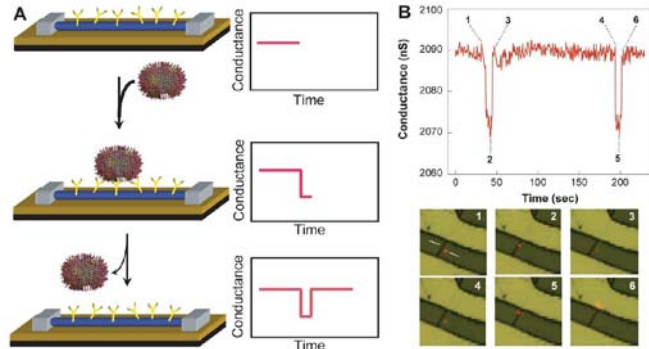 A
Conductance
Time
Conductance
Time
Conductance
Time
B
1 3 4 6
2100
2090
2080
2070
2060
Conductance (nS)
2 5
0 50 100 150 200
Time (sec)
1 2 3
4 5 6